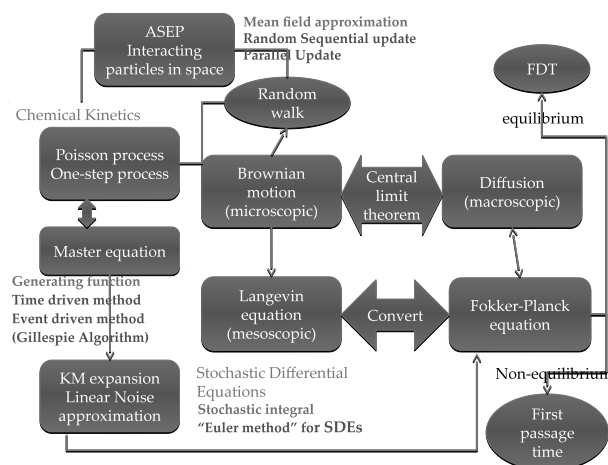 ASEP
Interacting
particles in space
Mean field approximation
Random Sequential update
Parallel Update
FDT
Random
walk
equilibrium
Chemical Kinetics
Poisson process
One-step process
Brownian
motion
(microscopic)
Central
limit
theorem
Diffusion
(macroscopic)
Master equation
Generating function
Time driven method
Event driven method
(Gillespie Algorithm)
Langevin
equation
(mesoscopic)
Convert
Fokker-Planck
equation
Non-equilibrium
KM expansion
Linear Noise
approximation
Stochastic Differential
Equations
Stochastic integral
“Euler method” for SDEs
First
passage
time